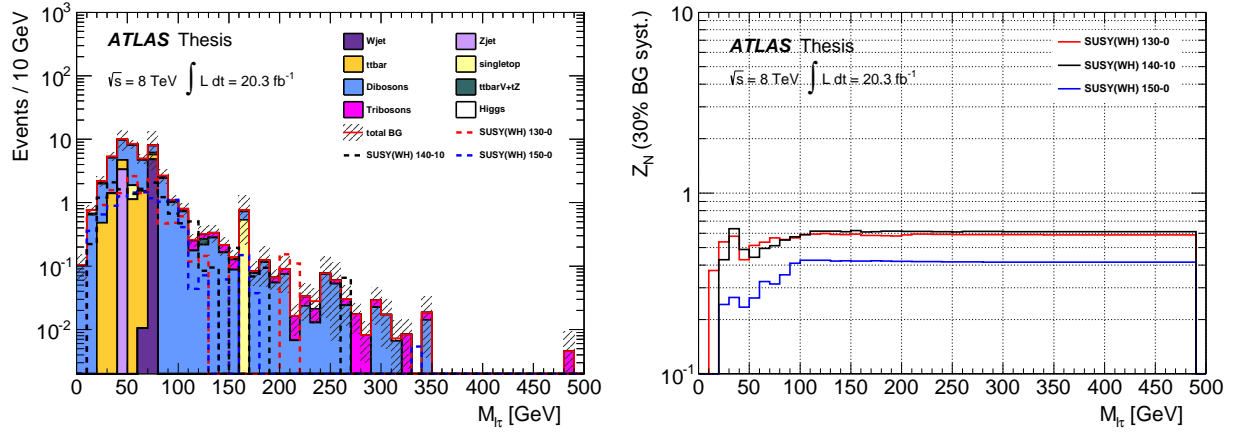 ATLAS Thesis
√s = 8 TeV ∫ L dt = 20.3 fb⁻¹
Wjet
Zjet
ttbar
singletop
Dibosons
ttbarV+tZ
Tribosons
Higgs
total BG
SUSY(WH) 130-0
SUSY(WH) 140-10
SUSY(WH) 150-0
Events / 10 GeV
10³
10²
10
1
10⁻¹
10⁻²
0 50 100 150 200 250 300 350 400 450 500
M_lτ [GeV]
ATLAS Thesis
√s = 8 TeV ∫ L dt = 20.3 fb⁻¹
SUSY(WH) 130-0
SUSY(WH) 140-10
SUSY(WH) 150-0
Z_N (30% BG syst.)
10
1
10⁻¹
0 50 100 150 200 250 300 350 400 450 500
M_lτ [GeV]